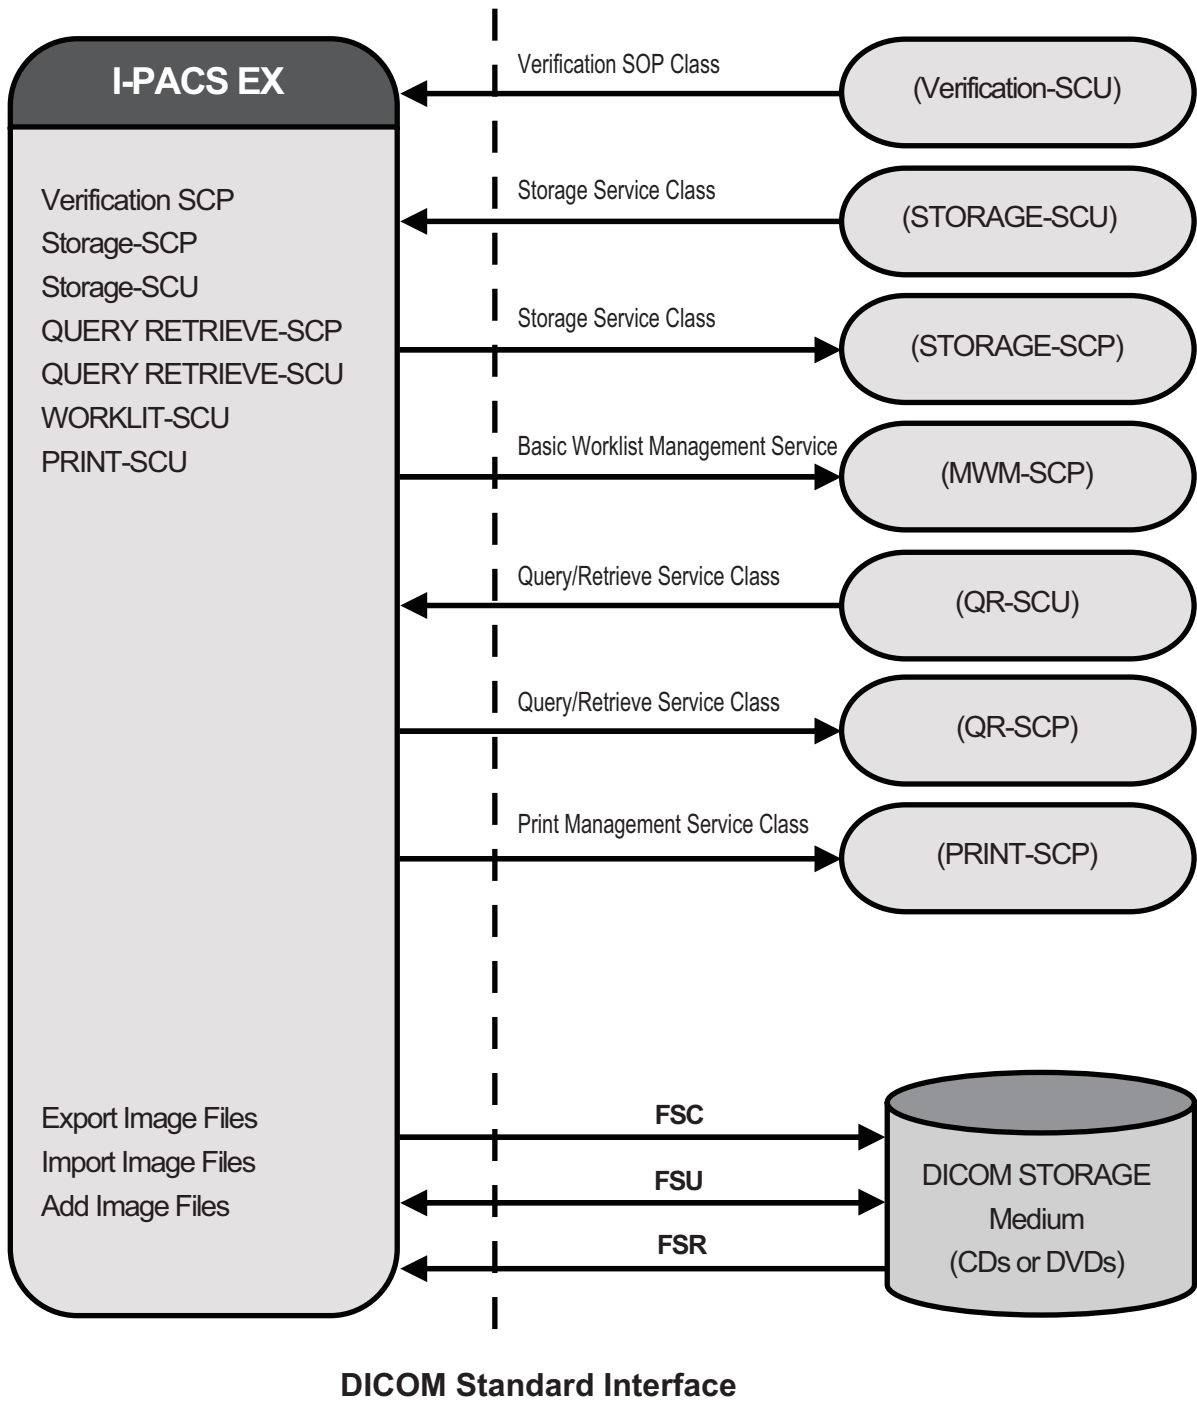 I-PACS EX
Verification SCP
Storage-SCP
Storage-SCU
QUERY RETRIEVE-SCP
QUERY RETRIEVE-SCU
WORKLIT-SCU
PRINT-SCU
Export Image Files
Import Image Files
Add Image Files
Verification SOP Class
(Verification-SCU)
Storage Service Class
(STORAGE-SCU)
Storage Service Class
(STORAGE-SCP)
Basic Worklist Management Service
(MWM-SCP)
Query/Retrieve Service Class
(QR-SCU)
Query/Retrieve Service Class
(QR-SCP)
Print Management Service Class
(PRINT-SCP)
FSC
FSU
FSR
DICOM STORAGE
Medium
(CDs or DVDs)
DICOM Standard Interface